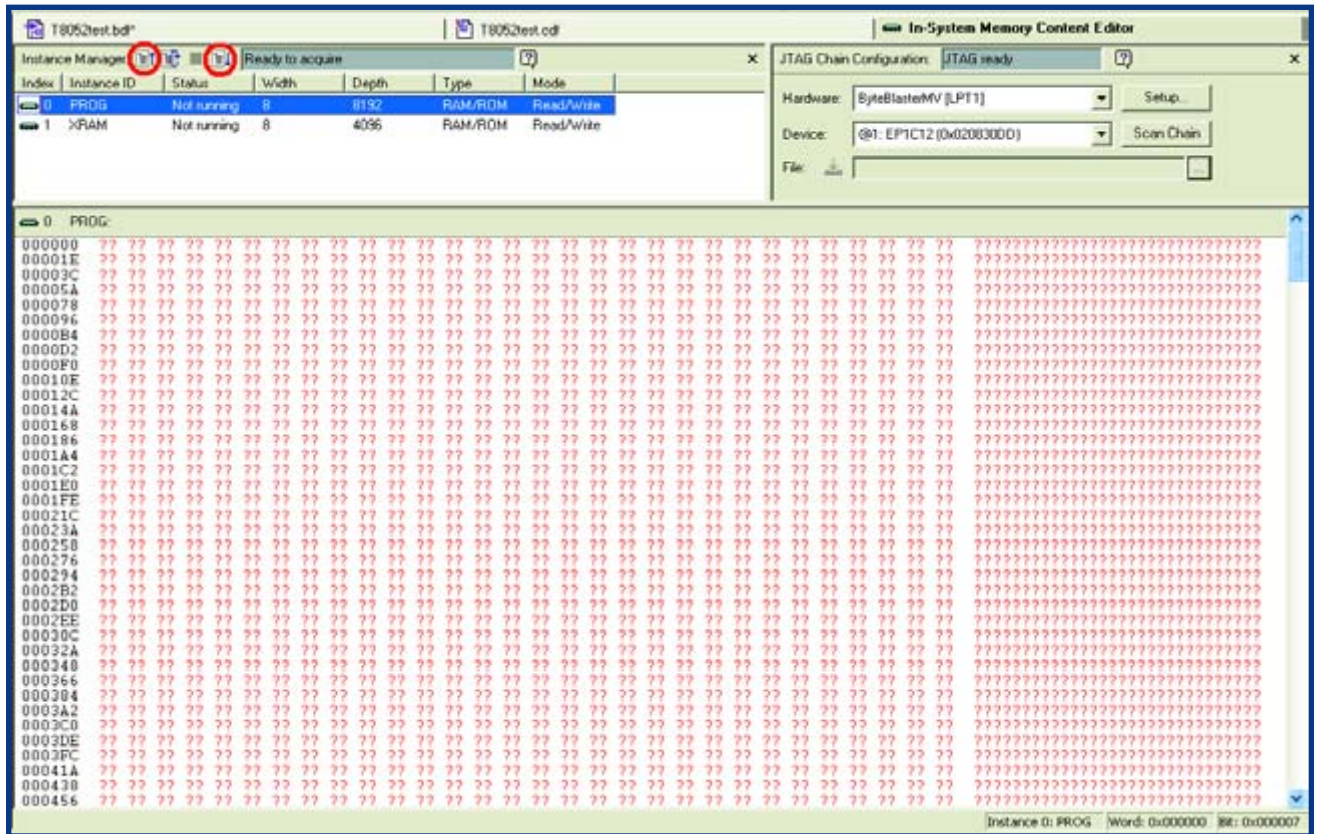 T8052test.bdf* T8052test.cdf In-System Memory Content Editor
Instance Manager: Ready to acquire
JTAG Chain Configuration: JTAG ready
Index Instance ID Status Width Depth Type Mode
0 PROG Not running 8 8192 RAM/ROM Read/Write
1 XRAM Not running 8 4096 RAM/ROM Read/Write
Hardware: ByteBlasterMV [LPT1] Setup...
Device: @1: EP1C12 (0x020830DD) Scan Chain
File: ...
0 PROG:
000000 ?? ?? ?? ?? ?? ?? ?? ?? ?? ?? ?? ?? ?? ?? ?? ?? ?? ?? ?? ?? ?? ?? ?? ?? ?? ?? ?? ?? ?? ?? ??????????????????????????????
00001E ?? ?? ?? ?? ?? ?? ?? ?? ?? ?? ?? ?? ?? ?? ?? ?? ?? ?? ?? ?? ?? ?? ?? ?? ?? ?? ?? ?? ?? ?? ??????????????????????????????
00003C ?? ?? ?? ?? ?? ?? ?? ?? ?? ?? ?? ?? ?? ?? ?? ?? ?? ?? ?? ?? ?? ?? ?? ?? ?? ?? ?? ?? ?? ?? ??????????????????????????????
00005A ?? ?? ?? ?? ?? ?? ?? ?? ?? ?? ?? ?? ?? ?? ?? ?? ?? ?? ?? ?? ?? ?? ?? ?? ?? ?? ?? ?? ?? ?? ??????????????????????????????
000078 ?? ?? ?? ?? ?? ?? ?? ?? ?? ?? ?? ?? ?? ?? ?? ?? ?? ?? ?? ?? ?? ?? ?? ?? ?? ?? ?? ?? ?? ?? ??????????????????????????????
000096 ?? ?? ?? ?? ?? ?? ?? ?? ?? ?? ?? ?? ?? ?? ?? ?? ?? ?? ?? ?? ?? ?? ?? ?? ?? ?? ?? ?? ?? ?? ??????????????????????????????
0000B4 ?? ?? ?? ?? ?? ?? ?? ?? ?? ?? ?? ?? ?? ?? ?? ?? ?? ?? ?? ?? ?? ?? ?? ?? ?? ?? ?? ?? ?? ?? ??????????????????????????????
0000D2 ?? ?? ?? ?? ?? ?? ?? ?? ?? ?? ?? ?? ?? ?? ?? ?? ?? ?? ?? ?? ?? ?? ?? ?? ?? ?? ?? ?? ?? ?? ??????????????????????????????
0000F0 ?? ?? ?? ?? ?? ?? ?? ?? ?? ?? ?? ?? ?? ?? ?? ?? ?? ?? ?? ?? ?? ?? ?? ?? ?? ?? ?? ?? ?? ?? ??????????????????????????????
00010E ?? ?? ?? ?? ?? ?? ?? ?? ?? ?? ?? ?? ?? ?? ?? ?? ?? ?? ?? ?? ?? ?? ?? ?? ?? ?? ?? ?? ?? ?? ??????????????????????????????
00012C ?? ?? ?? ?? ?? ?? ?? ?? ?? ?? ?? ?? ?? ?? ?? ?? ?? ?? ?? ?? ?? ?? ?? ?? ?? ?? ?? ?? ?? ?? ??????????????????????????????
00014A ?? ?? ?? ?? ?? ?? ?? ?? ?? ?? ?? ?? ?? ?? ?? ?? ?? ?? ?? ?? ?? ?? ?? ?? ?? ?? ?? ?? ?? ?? ??????????????????????????????
000168 ?? ?? ?? ?? ?? ?? ?? ?? ?? ?? ?? ?? ?? ?? ?? ?? ?? ?? ?? ?? ?? ?? ?? ?? ?? ?? ?? ?? ?? ?? ??????????????????????????????
000186 ?? ?? ?? ?? ?? ?? ?? ?? ?? ?? ?? ?? ?? ?? ?? ?? ?? ?? ?? ?? ?? ?? ?? ?? ?? ?? ?? ?? ?? ?? ??????????????????????????????
0001A4 ?? ?? ?? ?? ?? ?? ?? ?? ?? ?? ?? ?? ?? ?? ?? ?? ?? ?? ?? ?? ?? ?? ?? ?? ?? ?? ?? ?? ?? ?? ??????????????????????????????
0001C2 ?? ?? ?? ?? ?? ?? ?? ?? ?? ?? ?? ?? ?? ?? ?? ?? ?? ?? ?? ?? ?? ?? ?? ?? ?? ?? ?? ?? ?? ?? ??????????????????????????????
0001E0 ?? ?? ?? ?? ?? ?? ?? ?? ?? ?? ?? ?? ?? ?? ?? ?? ?? ?? ?? ?? ?? ?? ?? ?? ?? ?? ?? ?? ?? ?? ??????????????????????????????
0001FE ?? ?? ?? ?? ?? ?? ?? ?? ?? ?? ?? ?? ?? ?? ?? ?? ?? ?? ?? ?? ?? ?? ?? ?? ?? ?? ?? ?? ?? ?? ??????????????????????????????
00021C ?? ?? ?? ?? ?? ?? ?? ?? ?? ?? ?? ?? ?? ?? ?? ?? ?? ?? ?? ?? ?? ?? ?? ?? ?? ?? ?? ?? ?? ?? ??????????????????????????????
00023A ?? ?? ?? ?? ?? ?? ?? ?? ?? ?? ?? ?? ?? ?? ?? ?? ?? ?? ?? ?? ?? ?? ?? ?? ?? ?? ?? ?? ?? ?? ??????????????????????????????
000258 ?? ?? ?? ?? ?? ?? ?? ?? ?? ?? ?? ?? ?? ?? ?? ?? ?? ?? ?? ?? ?? ?? ?? ?? ?? ?? ?? ?? ?? ?? ??????????????????????????????
000276 ?? ?? ?? ?? ?? ?? ?? ?? ?? ?? ?? ?? ?? ?? ?? ?? ?? ?? ?? ?? ?? ?? ?? ?? ?? ?? ?? ?? ?? ?? ??????????????????????????????
000294 ?? ?? ?? ?? ?? ?? ?? ?? ?? ?? ?? ?? ?? ?? ?? ?? ?? ?? ?? ?? ?? ?? ?? ?? ?? ?? ?? ?? ?? ?? ??????????????????????????????
0002B2 ?? ?? ?? ?? ?? ?? ?? ?? ?? ?? ?? ?? ?? ?? ?? ?? ?? ?? ?? ?? ?? ?? ?? ?? ?? ?? ?? ?? ?? ?? ??????????????????????????????
0002D0 ?? ?? ?? ?? ?? ?? ?? ?? ?? ?? ?? ?? ?? ?? ?? ?? ?? ?? ?? ?? ?? ?? ?? ?? ?? ?? ?? ?? ?? ?? ??????????????????????????????
0002EE ?? ?? ?? ?? ?? ?? ?? ?? ?? ?? ?? ?? ?? ?? ?? ?? ?? ?? ?? ?? ?? ?? ?? ?? ?? ?? ?? ?? ?? ?? ??????????????????????????????
00030C ?? ?? ?? ?? ?? ?? ?? ?? ?? ?? ?? ?? ?? ?? ?? ?? ?? ?? ?? ?? ?? ?? ?? ?? ?? ?? ?? ?? ?? ?? ??????????????????????????????
00032A ?? ?? ?? ?? ?? ?? ?? ?? ?? ?? ?? ?? ?? ?? ?? ?? ?? ?? ?? ?? ?? ?? ?? ?? ?? ?? ?? ?? ?? ?? ??????????????????????????????
000348 ?? ?? ?? ?? ?? ?? ?? ?? ?? ?? ?? ?? ?? ?? ?? ?? ?? ?? ?? ?? ?? ?? ?? ?? ?? ?? ?? ?? ?? ?? ??????????????????????????????
000366 ?? ?? ?? ?? ?? ?? ?? ?? ?? ?? ?? ?? ?? ?? ?? ?? ?? ?? ?? ?? ?? ?? ?? ?? ?? ?? ?? ?? ?? ?? ??????????????????????????????
000384 ?? ?? ?? ?? ?? ?? ?? ?? ?? ?? ?? ?? ?? ?? ?? ?? ?? ?? ?? ?? ?? ?? ?? ?? ?? ?? ?? ?? ?? ?? ??????????????????????????????
0003A2 ?? ?? ?? ?? ?? ?? ?? ?? ?? ?? ?? ?? ?? ?? ?? ?? ?? ?? ?? ?? ?? ?? ?? ?? ?? ?? ?? ?? ?? ?? ??????????????????????????????
0003C0 ?? ?? ?? ?? ?? ?? ?? ?? ?? ?? ?? ?? ?? ?? ?? ?? ?? ?? ?? ?? ?? ?? ?? ?? ?? ?? ?? ?? ?? ?? ??????????????????????????????
0003DE ?? ?? ?? ?? ?? ?? ?? ?? ?? ?? ?? ?? ?? ?? ?? ?? ?? ?? ?? ?? ?? ?? ?? ?? ?? ?? ?? ?? ?? ?? ??????????????????????????????
0003FC ?? ?? ?? ?? ?? ?? ?? ?? ?? ?? ?? ?? ?? ?? ?? ?? ?? ?? ?? ?? ?? ?? ?? ?? ?? ?? ?? ?? ?? ?? ??????????????????????????????
00041A ?? ?? ?? ?? ?? ?? ?? ?? ?? ?? ?? ?? ?? ?? ?? ?? ?? ?? ?? ?? ?? ?? ?? ?? ?? ?? ?? ?? ?? ?? ??????????????????????????????
000438 ?? ?? ?? ?? ?? ?? ?? ?? ?? ?? ?? ?? ?? ?? ?? ?? ?? ?? ?? ?? ?? ?? ?? ?? ?? ?? ?? ?? ?? ?? ??????????????????????????????
000456 ?? ?? ?? ?? ?? ?? ?? ?? ?? ?? ?? ?? ?? ?? ?? ?? ?? ?? ?? ?? ?? ?? ?? ?? ?? ?? ?? ?? ?? ?? ??????????????????????????????
Instance 0: PROG Word: 0x000000 Bit: 0x000007